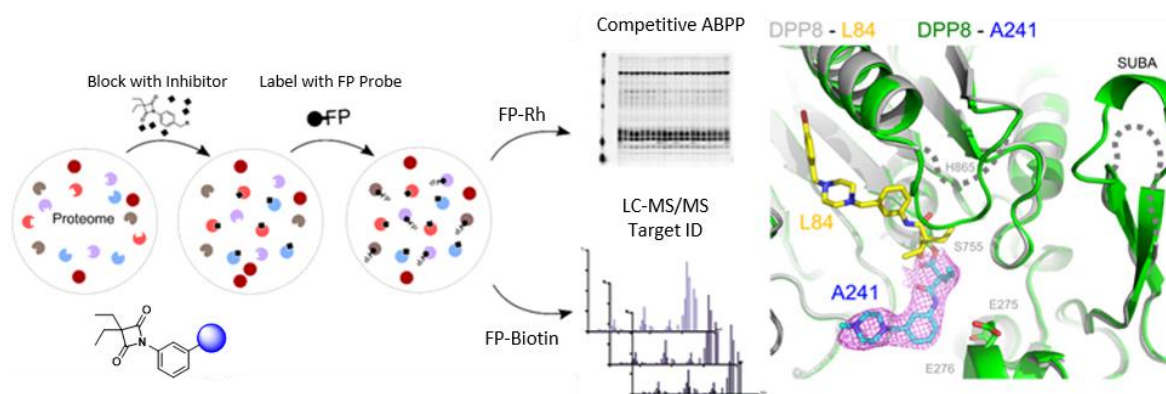 Block with Inhibitor
Label with FP Probe
FP
Proteome
O
N
O
FP-Rh
FP-Biotin
Competitive ABPP
LC-MS/MS
Target ID
DPP8 - L84
DPP8 - A241
SUBA
H865
L84
S755
A241
E275
E276